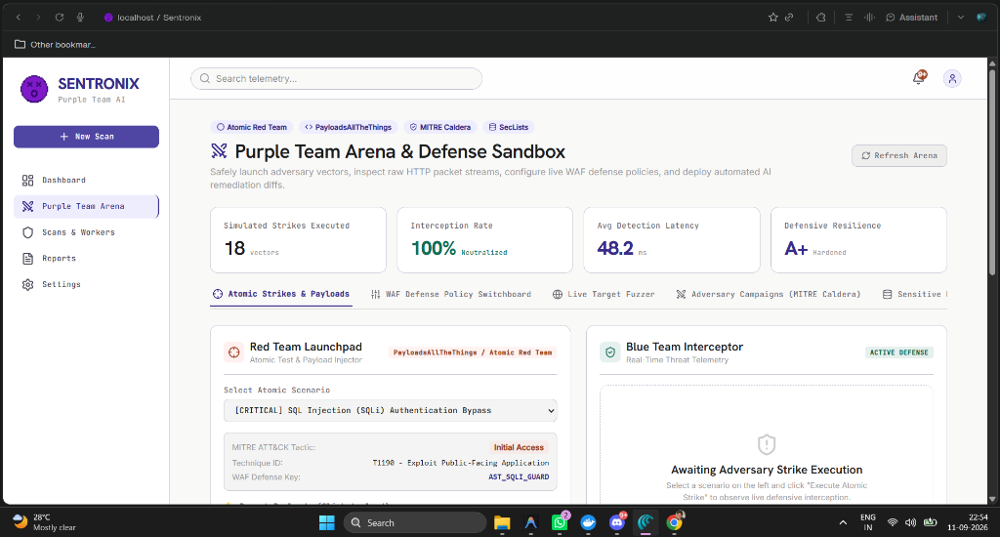 localhost / Sentronix
Assistant
Other bookmar...
SENTRONIX
Purple Team AI
+ New Scan
Dashboard
Purple Team Arena
Scans & Workers
Reports
Settings
Search telemetry...
9+
Atomic Red Team
PayloadsAllTheThings
MITRE Caldera
SecLists
Purple Team Arena & Defense Sandbox
Safely launch adversary vectors, inspect raw HTTP packet streams, configure live WAF defense policies, and deploy automated AI
remediation diffs.
Refresh Arena
Simulated Strikes Executed
18 vectors
Interception Rate
100% Neutralized
Avg Detection Latency
48.2 ms
Defensive Resilience
A+ Hardened
Atomic Strikes & Payloads
WAF Defense Policy Switchboard
Live Target Fuzzer
Adversary Campaigns (MITRE Caldera)
Sensitive
Red Team Launchpad
Atomic Test & Payload Injector
PayloadsAllTheThings / Atomic Red Team
Select Atomic Scenario
[CRITICAL] SQL Injection (SQLi) Authentication Bypass
MITRE ATT&CK Tactic:
Initial Access
Technique ID:
T1190 - Exploit Public-Facing Application
WAF Defense Key:
AST_SQLI_GUARD
Blue Team Interceptor
Real-Time Threat Telemetry
ACTIVE DEFENSE
Awaiting Adversary Strike Execution
Select a scenario on the left and click "Execute Atomic
Strike" to observe live defensive interception.
28°C
Mostly clear
Search
2
9+
ENG
IN
22:54
11-09-2026